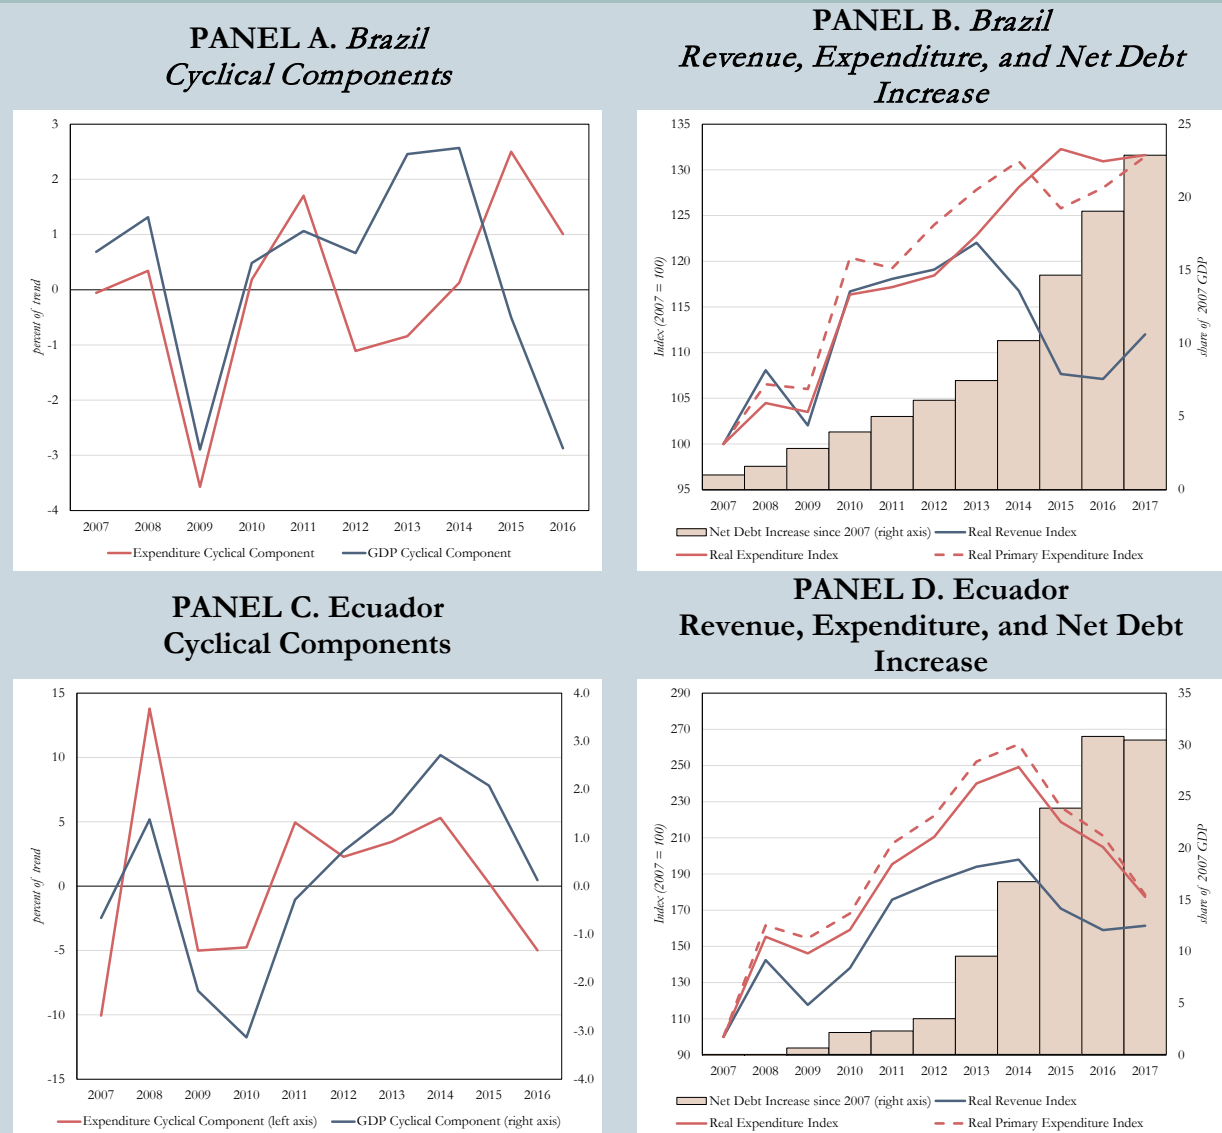 PANEL A. Brazil
Cyclical Components
3
2
1
0
-1
-2
-3
-4
percent of trend
2007 2008 2009 2010 2011 2012 2013 2014 2015 2016
Expenditure Cyclical Component GDP Cyclical Component
PANEL B. Brazil
Revenue, Expenditure, and Net Debt
Increase
135
130
125
120
115
110
105
100
95
Index (2007 = 100)
25
20
15
10
5
0
share of 2007 GDP
2007 2008 2009 2010 2011 2012 2013 2014 2015 2016 2017
Net Debt Increase since 2007 (right axis) Real Revenue Index
Real Expenditure Index Real Primary Expenditure Index
PANEL C. Ecuador
Cyclical Components
15
10
5
0
-5
-10
-15
percent of trend
4.0
3.0
2.0
1.0
0.0
-1.0
-2.0
-3.0
-4.0
2007 2008 2009 2010 2011 2012 2013 2014 2015 2016
Expenditure Cyclical Component (left axis) GDP Cyclical Component (right axis)
PANEL D. Ecuador
Revenue, Expenditure, and Net Debt
Increase
290
270
250
230
210
190
170
150
130
110
90
Index (2007 = 100)
35
30
25
20
15
10
5
0
share of 2007 GDP
2007 2008 2009 2010 2011 2012 2013 2014 2015 2016 2017
Net Debt Increase since 2007 (right axis) Real Revenue Index
Real Expenditure Index Real Primary Expenditure Index